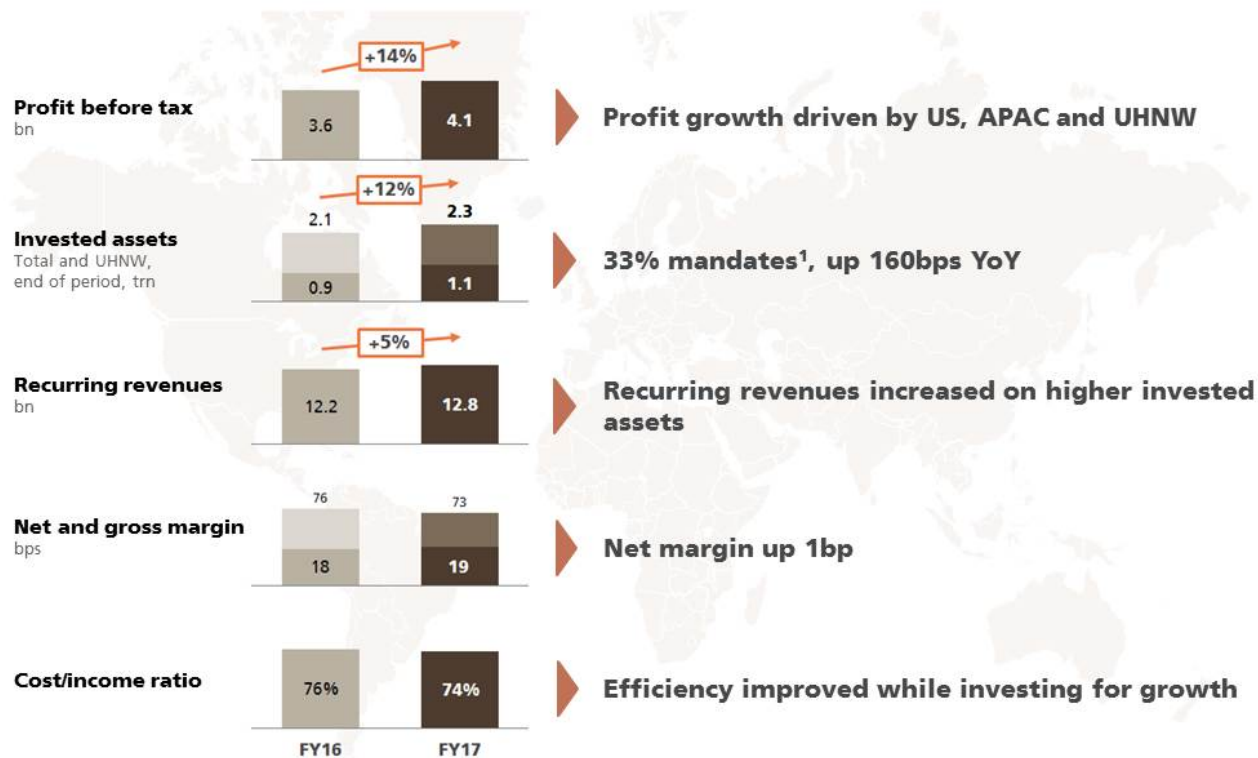 +14%
Profit before tax
bn
3.6
4.1
Profit growth driven by US, APAC and UHNW
+12%
2.1
2.3
Invested assets
Total and UHNW,
end of period, trn
0.9
1.1
33% mandates¹, up 160bps YoY
+5%
Recurring revenues
bn
12.2
12.8
Recurring revenues increased on higher invested
assets
76
73
Net and gross margin
bps
18
19
Net margin up 1bp
Cost/income ratio
76%
74%
Efficiency improved while investing for growth
FY16
FY17